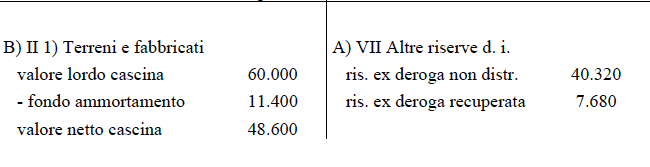 B) II 1) Terreni e fabbricati A) VII Altre riserve d. i.
valore lordo cascina 60.000 ris. ex deroga non distr. 40.320
- fondo ammortamento 11.400 ris. ex deroga recuperata 7.680
valore netto cascina 48.600